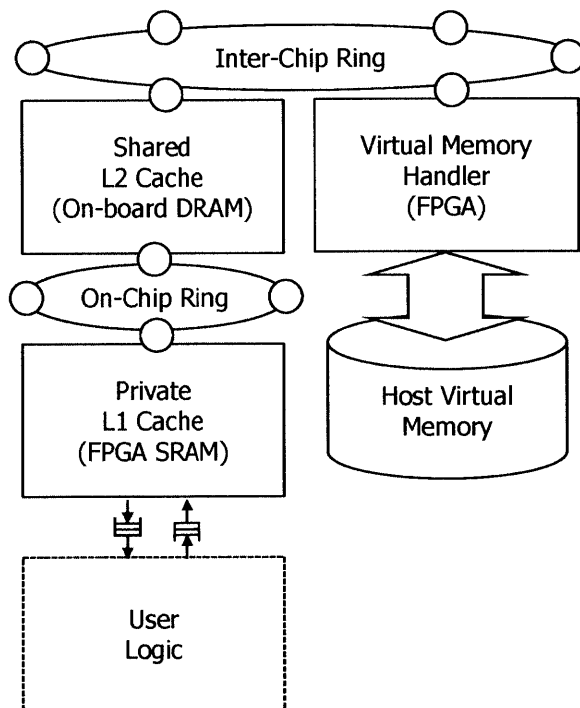 Inter-Chip Ring
Shared
L2 Cache
(On-board DRAM)
Virtual Memory
Handler
(FPGA)
On-Chip Ring
Private
L1 Cache
(FPGA SRAM)
Host Virtual
Memory
User
Logic